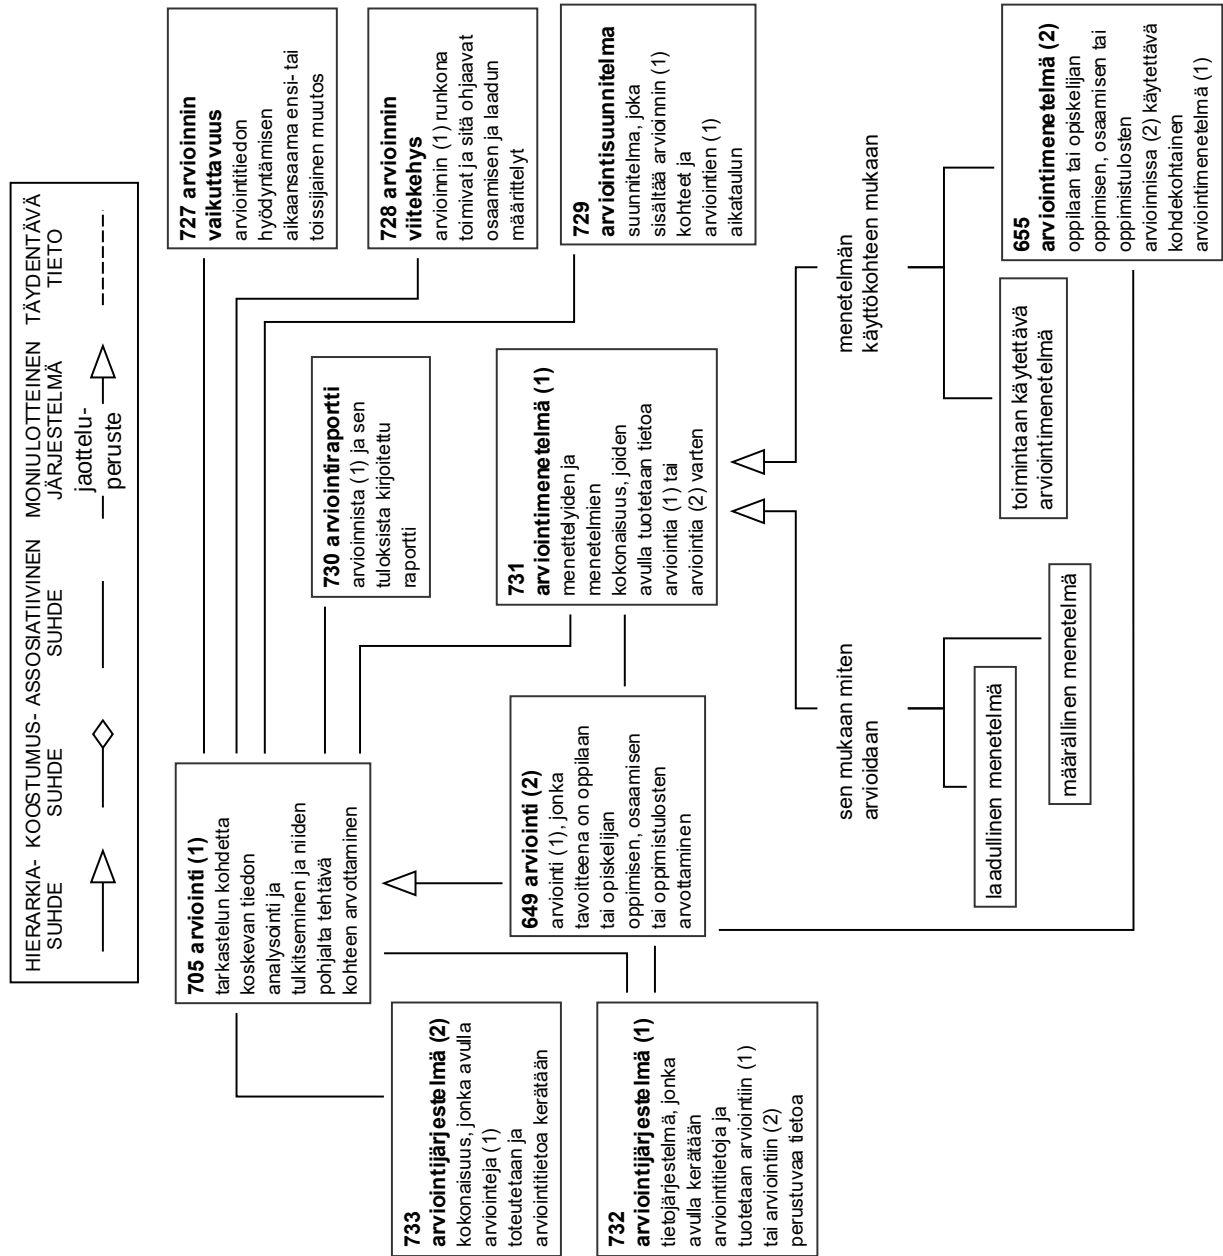 HIERARKIA-
SUHDE
KOOSTUMUS-
SUHDE
ASSOSIATIIVINEN
SUHDE
MONIULOTTEINEN
JÄRJESTELMÄ
jaottelu-
peruste
TÄYDENTÄVÄ
TIETO
727 arvioinnin
vaikuttavuus
arviointitiedon
hyödyntämisen
aikaansaama ensi- tai
toissijainen muutos
728 arvioinnin
viitekehys
arvioinnin (1) runkona
toimivat ja sitä ohjaavat
osaamisen ja laadun
määrittelyt
729
arviointisuunnitelma
suunnitelma, joka
sisältää arvioinnin (1)
kohteet ja
arviointien (1)
aikataulun
730 arviointiraportti
arvioinnista (1) ja sen
tuloksista kirjoitettu
raportti
705 arviointi (1)
tarkastelun kohdetta
koskevan tiedon
analysointi ja
tulkitseminen ja niiden
pohjalta tehtävä
kohteen arvottaminen
731
arviointimenetelmä (1)
menettelyiden ja
menetelmien
kokonaisuus, joiden
avulla tuotetaan tietoa
arviointia (1) tai
arviointia (2) varten
733
arviointijärjestelmä (2)
kokonaisuus, jonka avulla
arviointeja (1)
toteutetaan ja
arviointitietoa kerätään
649 arviointi (2)
arviointi (1), jonka
tavoitteena on oppilaan
tai opiskelijan
oppimisen, osaamisen
tai oppimistulosten
arvottaminen
732
arviointijärjestelmä (1)
tietojärjestelmä, jonka
avulla kerätään
arviointitietoja ja
tuotetaan arviointiin (1)
tai arviointiin (2)
perustuvaa tietoa
sen mukaan miten
arvioidaan
menetelmän
käyttökohteen mukaan
laadullinen menetelmä
määrällinen menetelmä
toimintaan käytettävä
arviointimenetelmä
655
arviointimenetelmä (2)
oppilaan tai opiskelijan
oppimisen, osaamisen tai
oppimistulosten
arvioinnissa (2) käytettävä
kohdekohtainen
arviointimenetelmä (1)